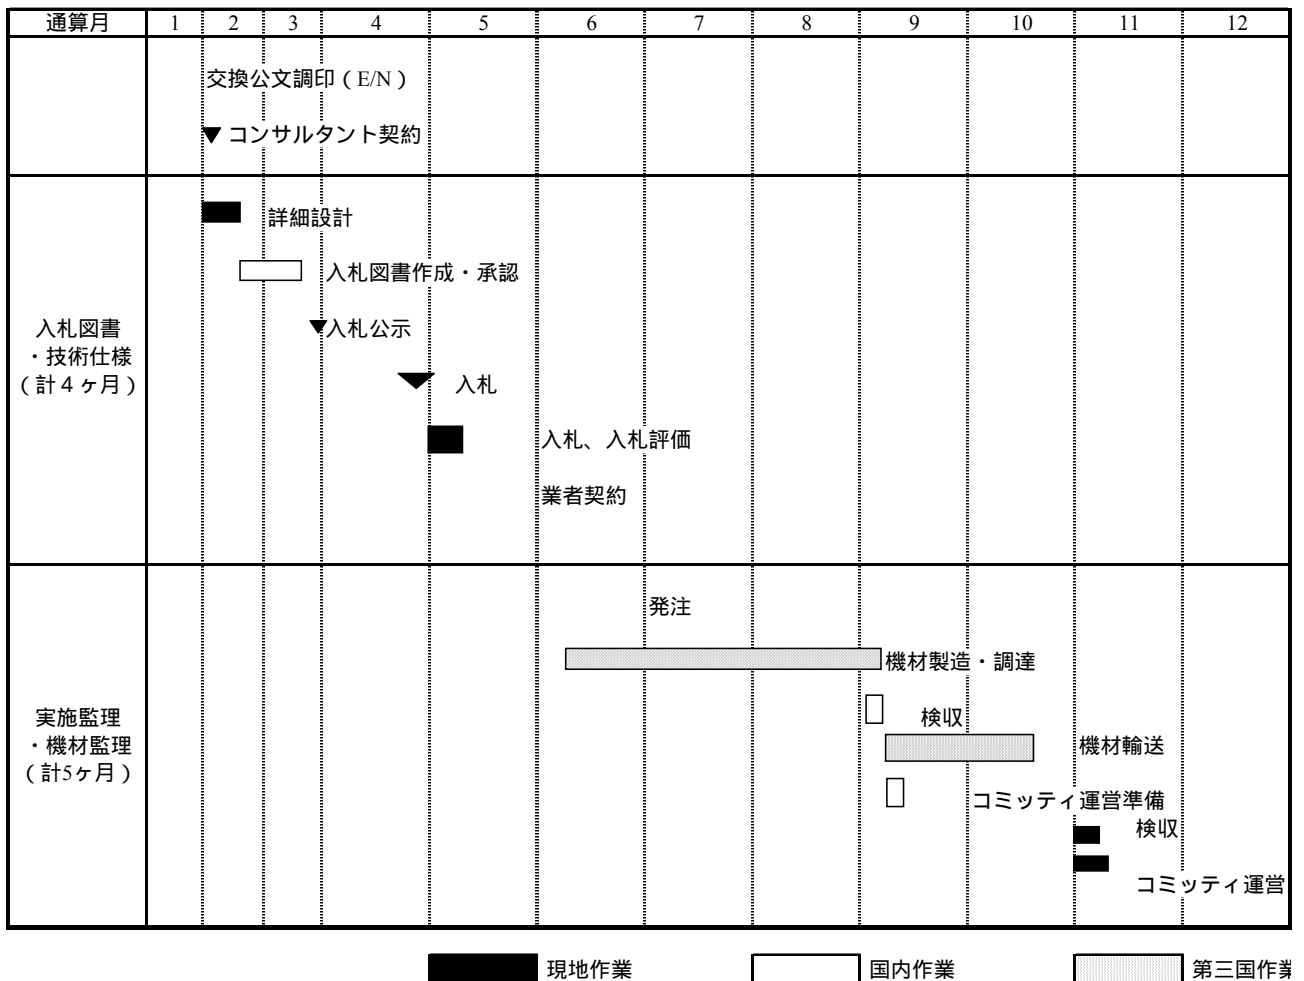 通算月 1 2 3 4 5 6 7 8 9 10 11 12
交換公文調印（E/N）
コンサルタント契約
入札図書
・技術仕様
（計４ヶ月）
詳細設計
入札図書作成・承認
入札公示
入札
入札、入札評価
業者契約
実施監理
・機材監理
（計5ヶ月）
発注
機材製造・調達
検収
機材輸送
コミッティ運営準備
検収
コミッティ運営
現地作業 国内作業 第三国作業